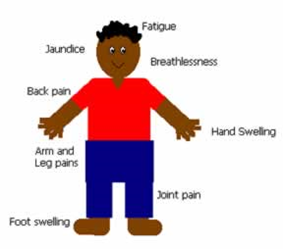 Fatigue
Jaundice
Breathlessness
Back pain
Hand Swelling
Arm and
Leg pains
Joint pain
Foot swelling